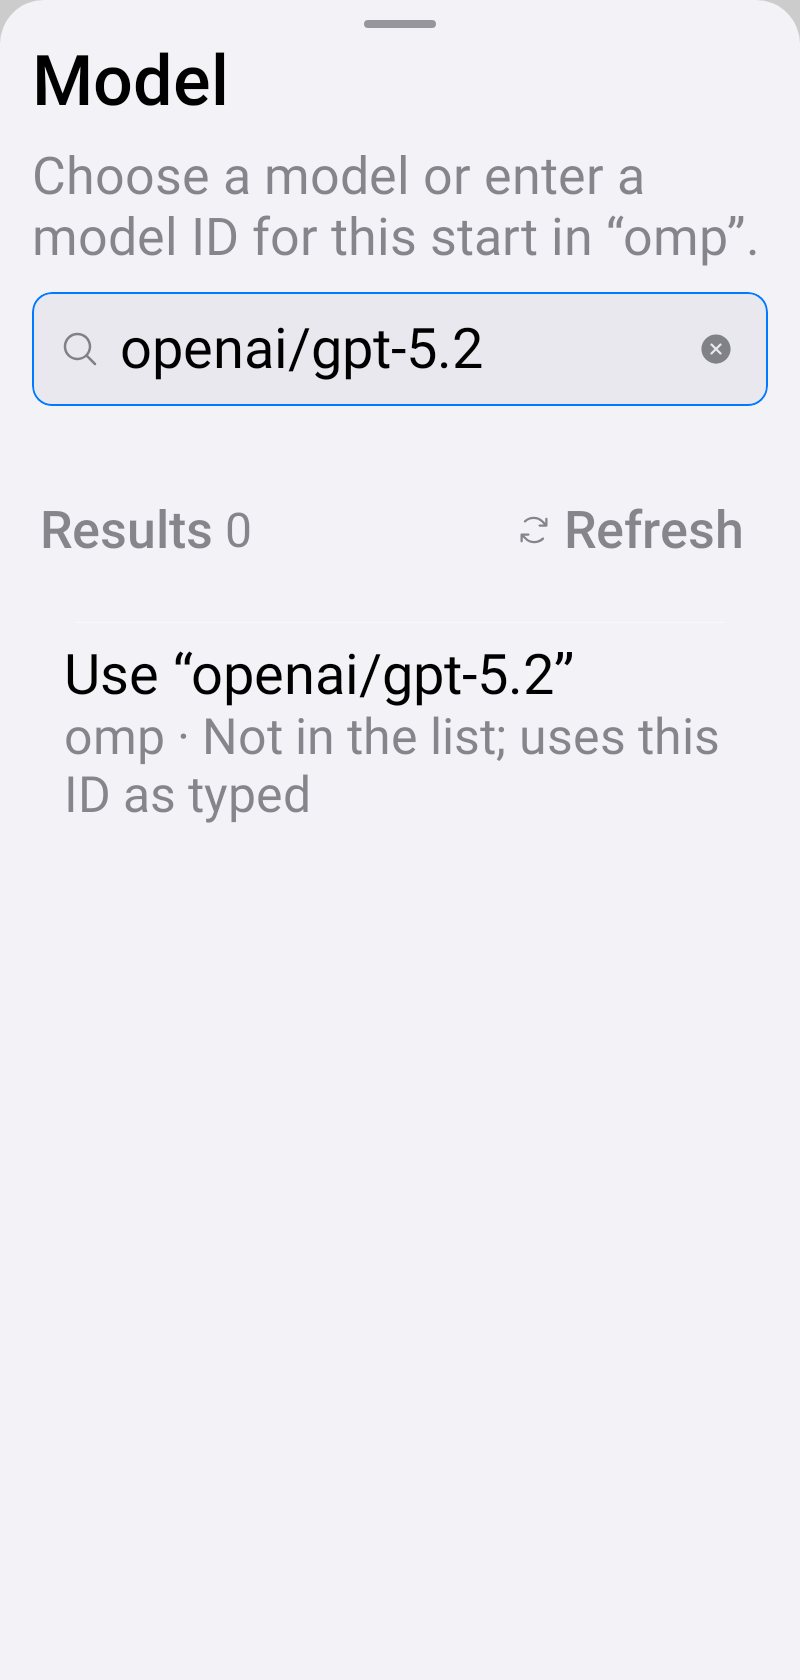 Model
Choose a model or enter a
model ID for this start in “omp”.
openai/gpt-5.2
Results 0
Refresh
Use “openai/gpt-5.2”
omp · Not in the list; uses this
ID as typed